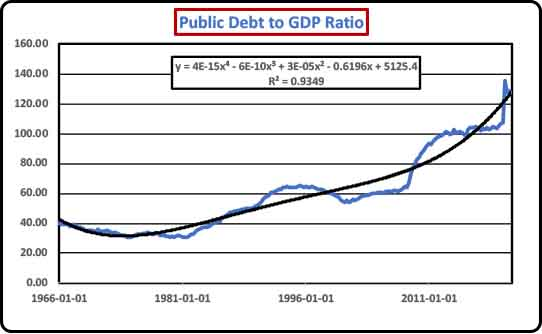 Public Debt to GDP Ratio
160.00
y = 4E-15x⁴ - 6E-10x³ + 3E-05x² - 0.6196x + 5125.4
R² = 0.9349
140.00
120.00
100.00
80.00
60.00
40.00
20.00
0.00
1966-01-01 1981-01-01 1996-01-01 2011-01-01